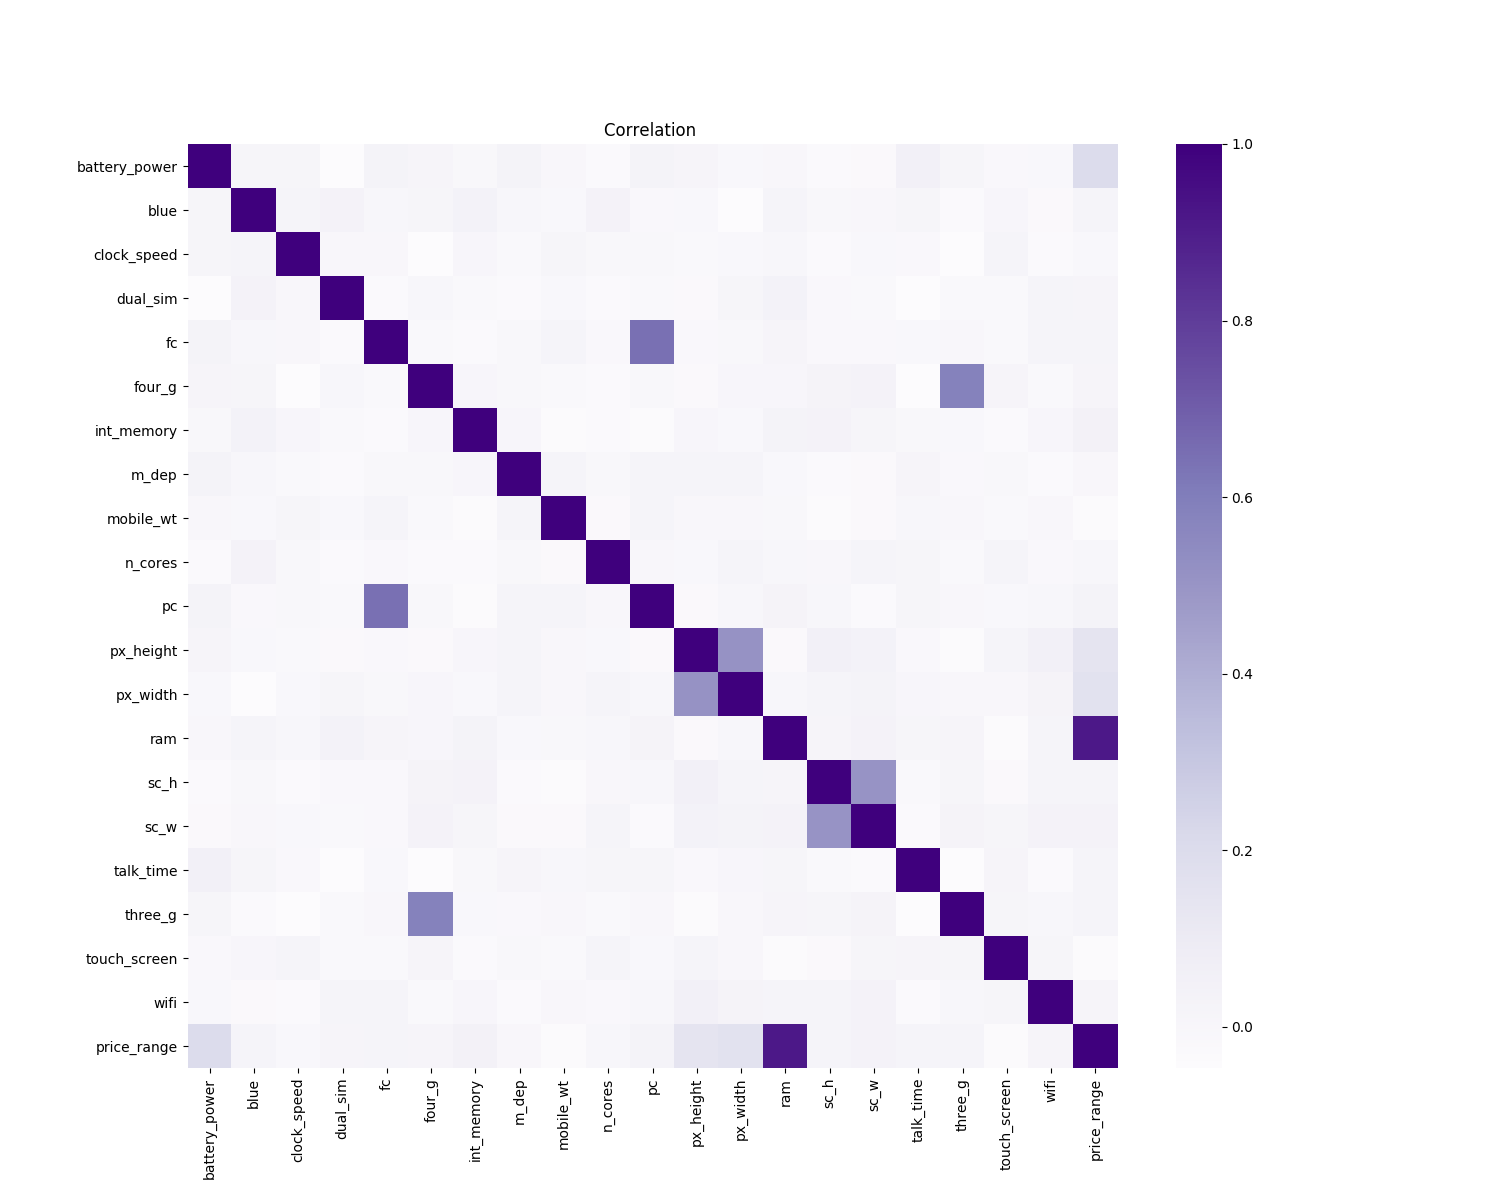 Correlation
battery_power
blue
clock_speed
dual_sim
fc
four_g
int_memory
m_dep
mobile_wt
n_cores
pc
px_height
px_width
ram
sc_h
sc_w
talk_time
three_g
touch_screen
wifi
price_range
battery_power
blue
clock_speed
dual_sim
fc
four_g
int_memory
m_dep
mobile_wt
n_cores
pc
px_height
px_width
ram
sc_h
sc_w
talk_time
three_g
touch_screen
wifi
price_range
1.0
0.8
0.6
0.4
0.2
0.0